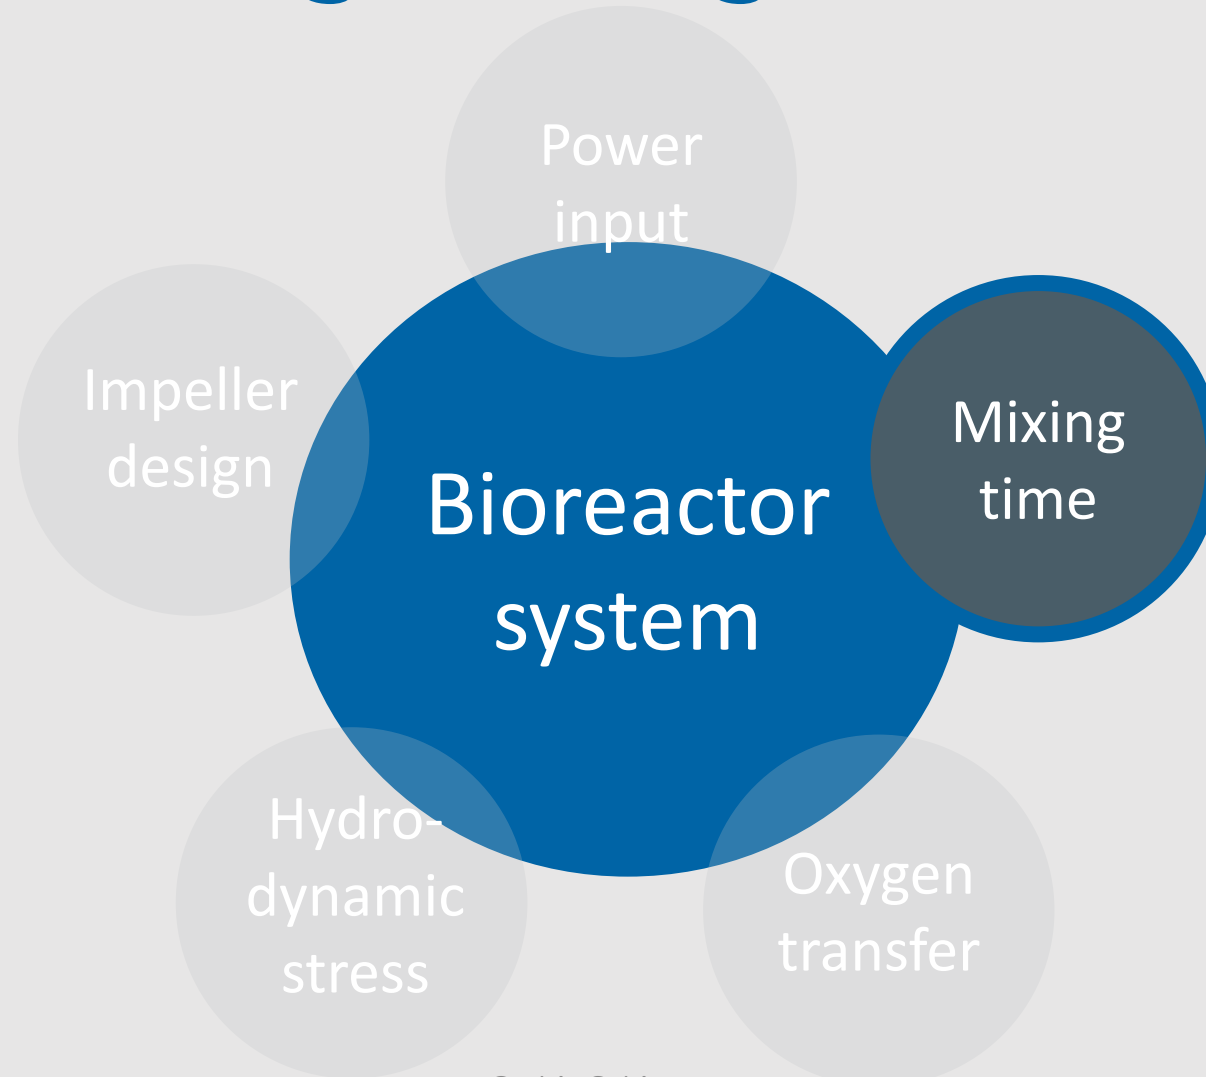 Power
input
Impeller
design
Mixing
time
Bioreactor
system
Hydro-
dynamic
stress
Oxygen
transfer